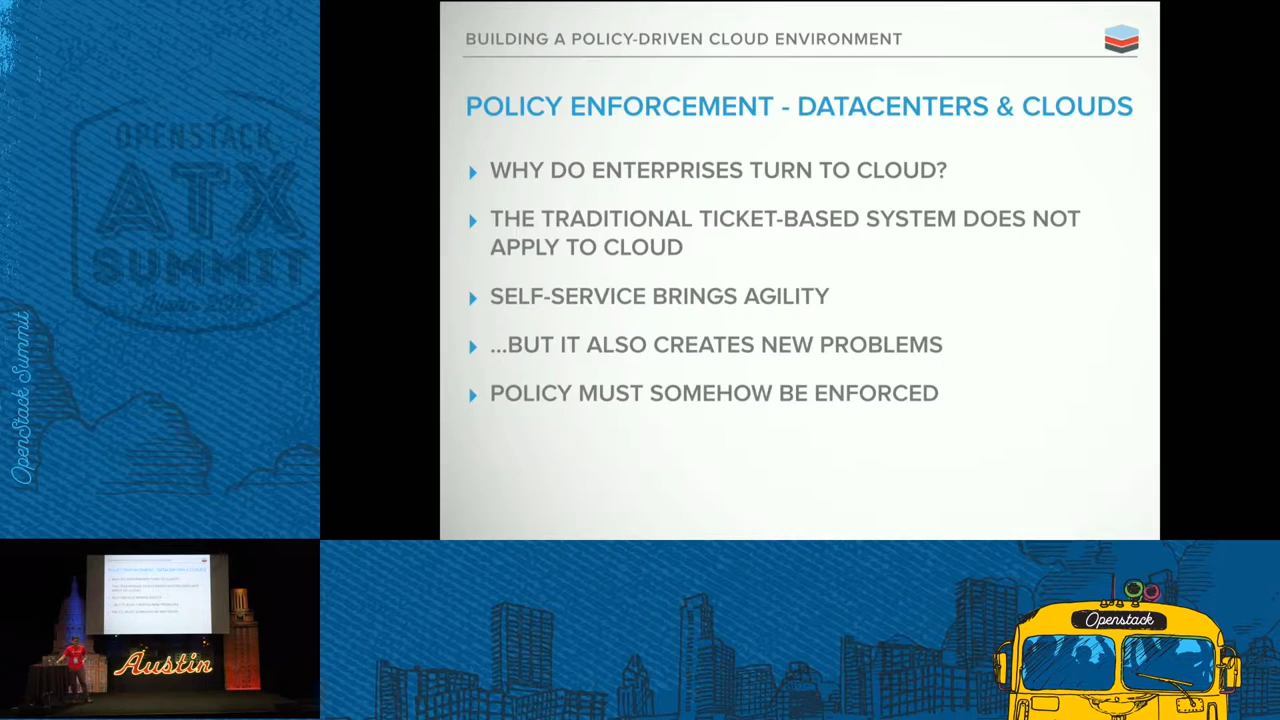 BUILDING A POLICY-DRIVEN CLOUD ENVIRONMENT
POLICY ENFORCEMENT - DATACENTERS & CLOUDS
WHY DO ENTERPRISES TURN TO CLOUD?
THE TRADITIONAL TICKET-BASED SYSTEM DOES NOT
APPLY TO CLOUD
SELF-SERVICE BRINGS AGILITY
...BUT IT ALSO CREATES NEW PROBLEMS
POLICY MUST SOMEHOW BE ENFORCED
OPENSTACK
ATX
SUMMIT
OpenStack Summit
Austin
Openstack